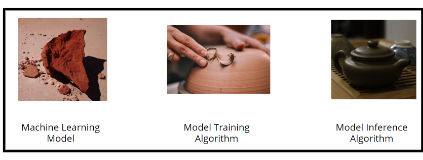 Machine Learning
Model
Model Training
Algorithm
Model Inference
Algorithm